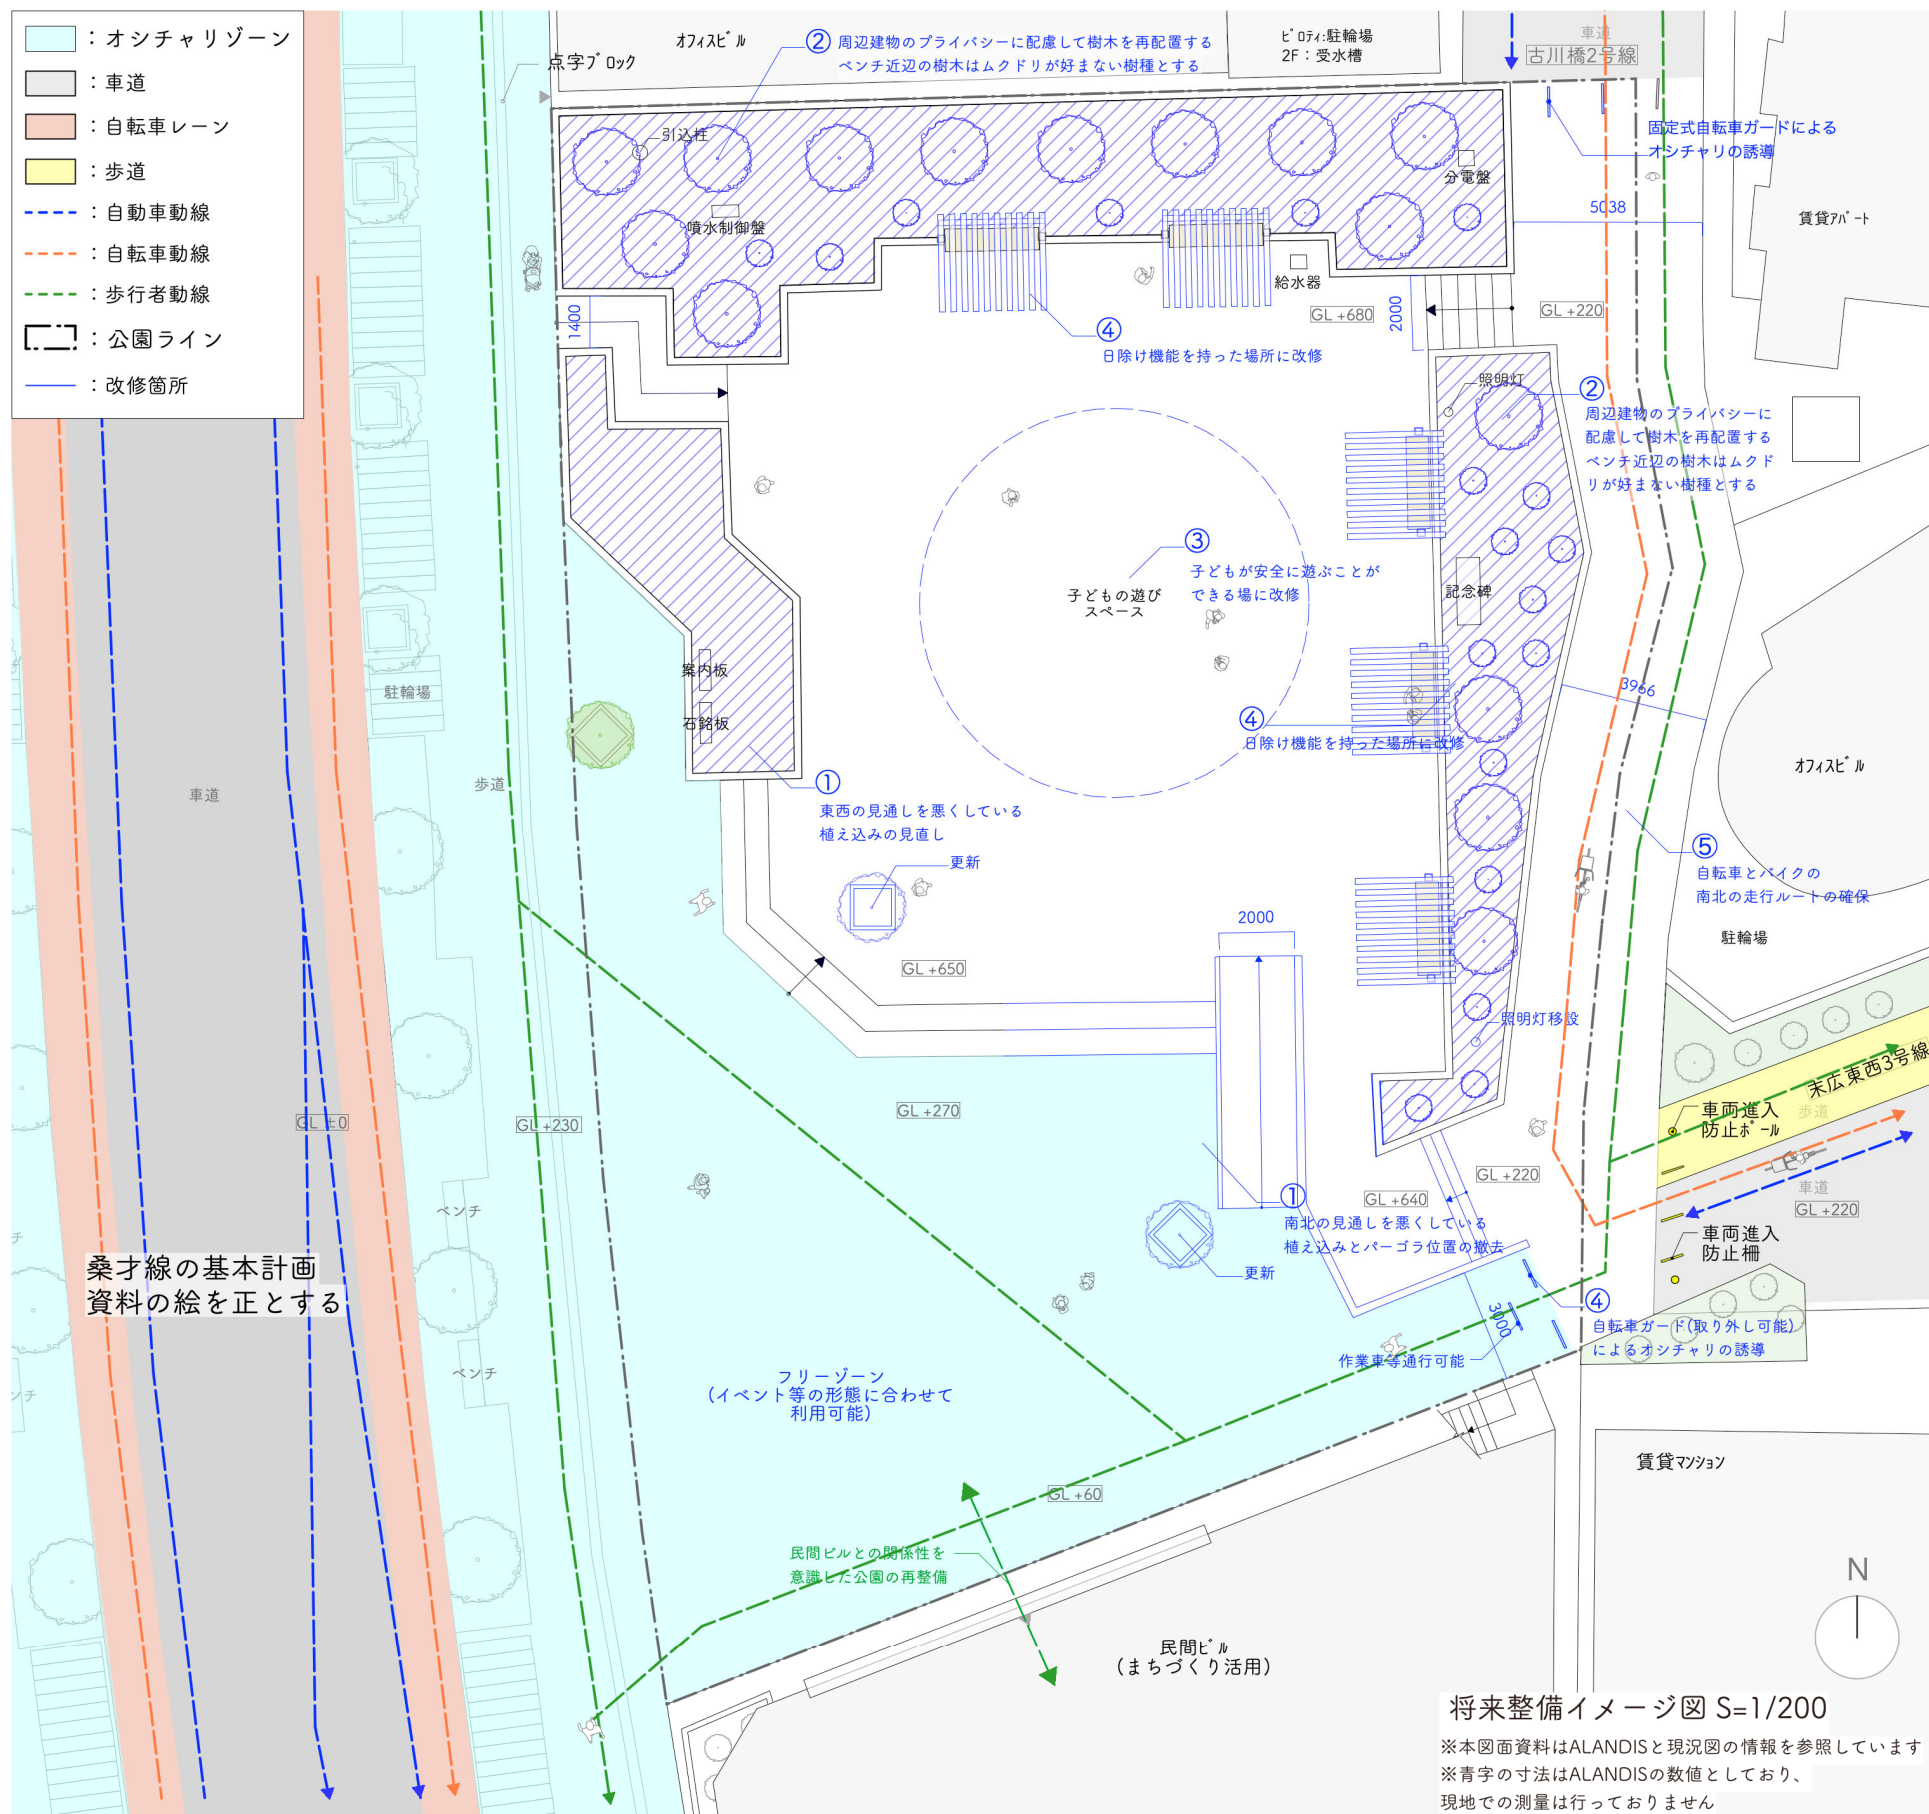 ：オシチャリゾーン
：車道
：自転車レーン
：歩道
：自動車動線
：自転車動線
：歩行者動線
：公園ライン
：改修箇所
点字ブロック
オフィスビル
②
周辺建物のプライバシーに配慮して樹木を再配置する
ベンチ近辺の樹木はムクドリが好まない樹種とする
ピロティ:駐輪場
2F：受水槽
車道
古川橋2号線
固定式自転車ガードによる
オシチャリの誘導
引込柱
噴水制御盤
分電盤
5038
賃貸アパート
給水器
GL +680
2000
GL +220
1400
④
日除け機能を持った場所に改修
照明灯
②
周辺建物のプライバシーに
配慮して樹木を再配置する
ベンチ近辺の樹木はムクド
リが好まない樹種とする
③
子どもが安全に遊ぶことが
できる場に改修
子どもの遊び
スペース
記念碑
案内板
石銘板
駐輪場
歩道
車道
3966
④
日除け機能を持った場所に改修
オフィスビル
①
東西の見通しを悪くしている
植え込みの見直し
更新
⑤
自転車とバイクの
南北の走行ルートの確保
駐輪場
2000
GL +650
照明灯移設
末広東西3号線
歩道
車両進入
防止ポール
GL ±0
GL +230
GL +270
GL +220
GL +640
車道
GL +220
車両進入
防止柵
①
南北の見通しを悪くしている
植え込みとパーゴラ位置の撤去
更新
ベンチ
桑才線の基本計画
資料の絵を正とする
チ
3000
④
自転車ガード(取り外し可能)
によるオシチャリの誘導
作業車等通行可能
ベンチ
ンチ
フリーゾーン
(イベント等の形態に合わせて
利用可能)
賃貸マンション
GL +60
民間ビルとの関係性を
意識した公園の再整備
民間ビル
(まちづくり活用)
N
将来整備イメージ図 S=1/200
※本図面資料はALANDISと現況図の情報を参照しています
※青字の寸法はALANDISの数値としており、
現地での測量は行っておりません